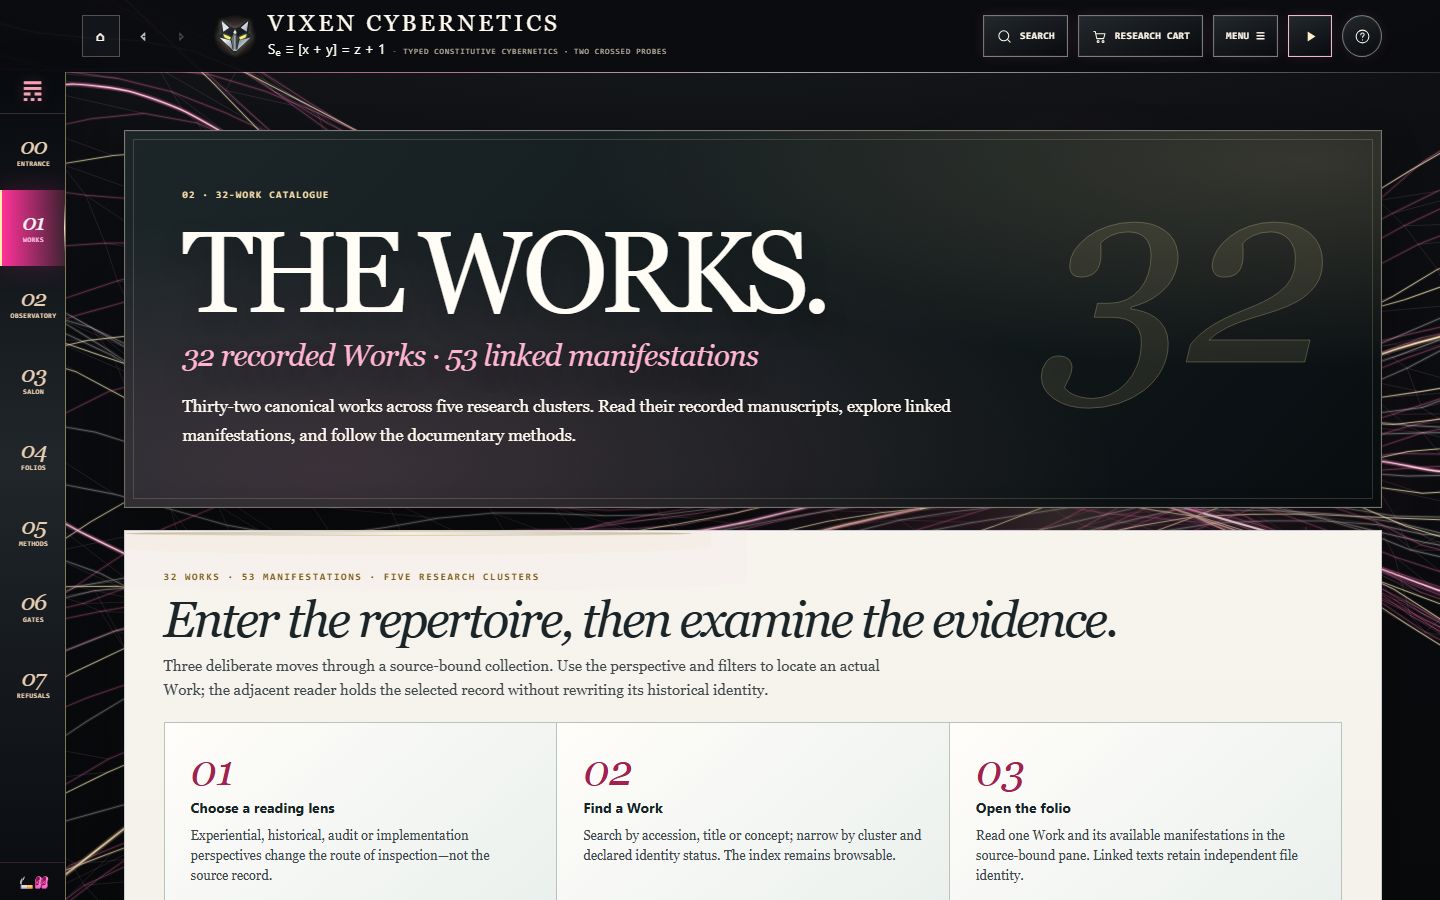 VIXEN CYBERNETICS
Se ≡ [x + y] = z + 1 · TYPED CONSTITUTIVE CYBERNETICS · TWO CROSSED PROBES
SEARCH
RESEARCH CART
MENU ☰
00
ENTRANCE
01
WORKS
02
OBSERVATORY
03
SALON
04
FOLIOS
05
METHODS
06
GATES
07
REFUSALS
02 · 32-WORK CATALOGUE
THE WORKS.
32 recorded Works · 53 linked manifestations
Thirty-two canonical works across five research clusters. Read their recorded manuscripts, explore linked
manifestations, and follow the documentary methods.
32
32 WORKS · 53 MANIFESTATIONS · FIVE RESEARCH CLUSTERS
Enter the repertoire, then examine the evidence.
Three deliberate moves through a source-bound collection. Use the perspective and filters to locate an actual
Work; the adjacent reader holds the selected record without rewriting its historical identity.
01
Choose a reading lens
Experiential, historical, audit or implementation
perspectives change the route of inspection—not the
source record.
02
Find a Work
Search by accession, title or concept; narrow by cluster and
declared identity status. The index remains browsable.
03
Open the folio
Read one Work and its available manifestations in the
source-bound pane. Linked texts retain independent file
identity.